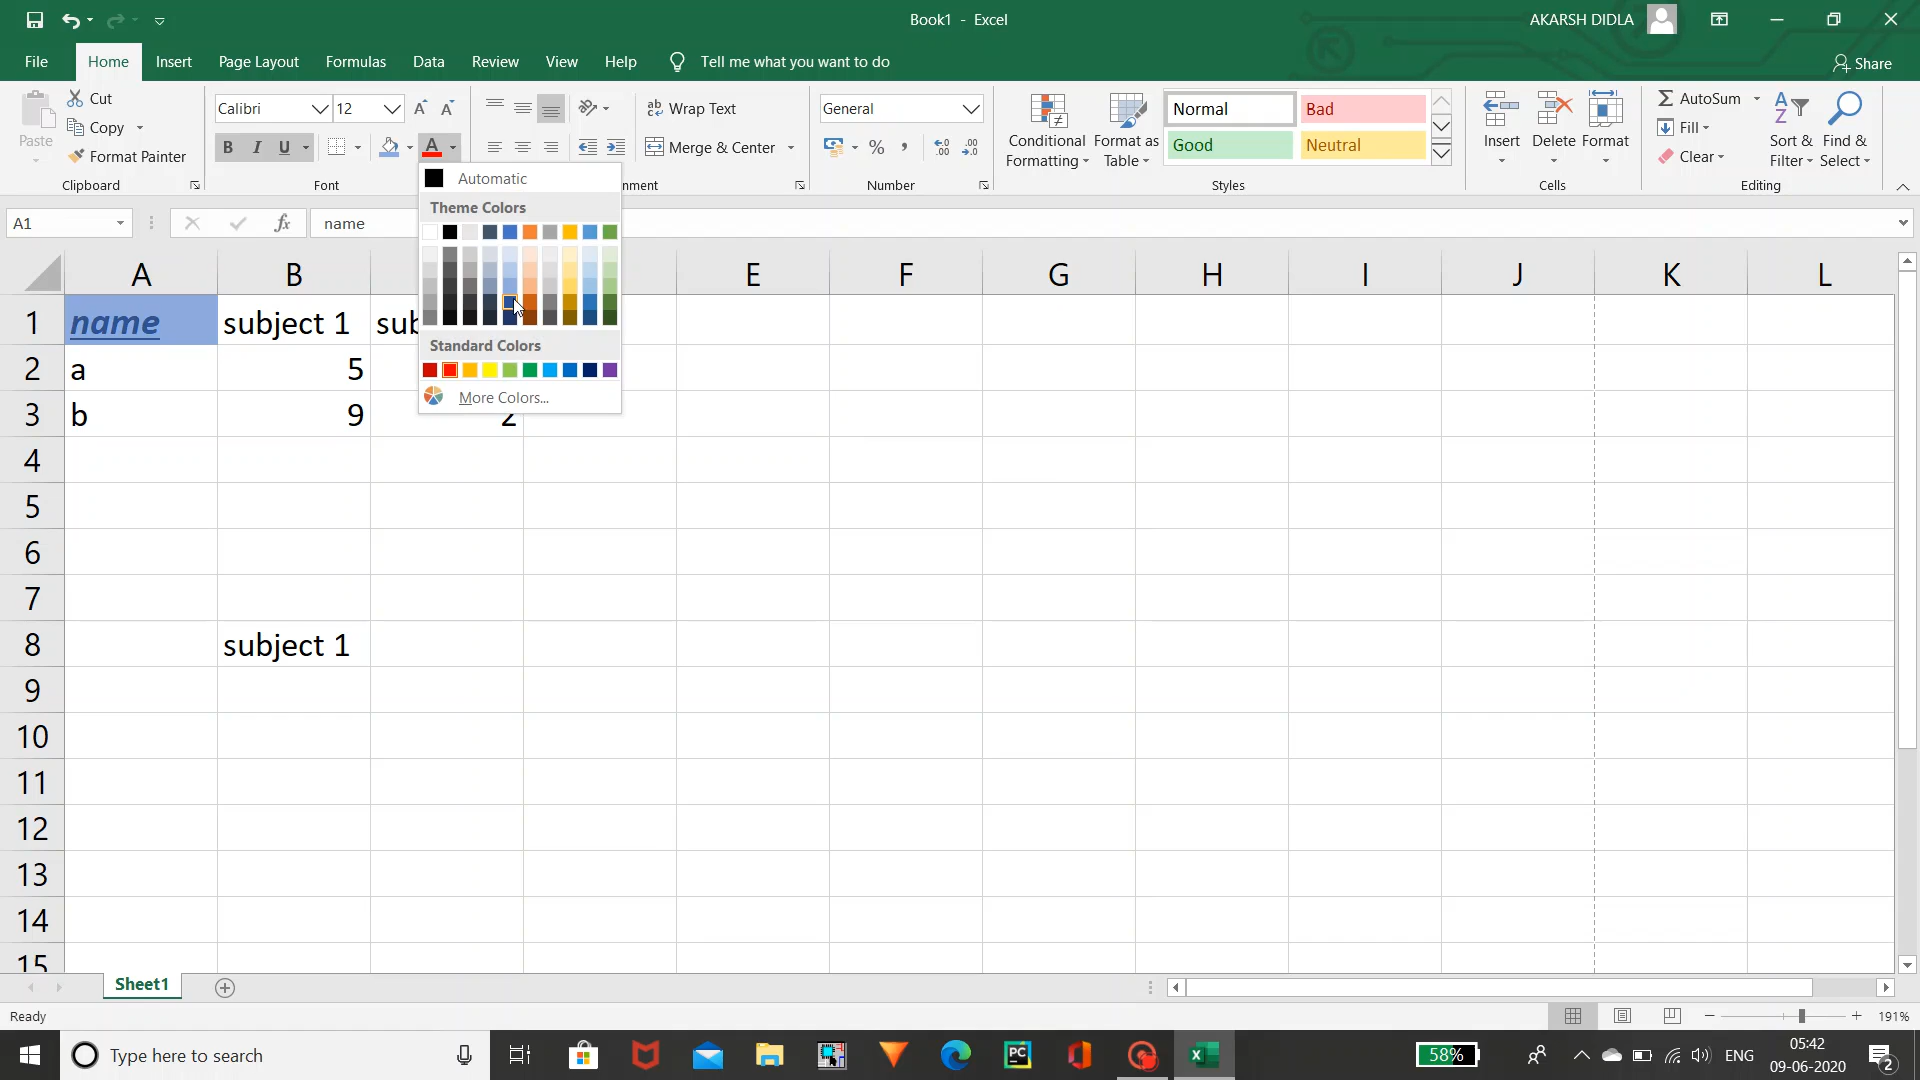 Book1 - Excel
AKARSH DIDLA
File Home Insert Page Layout Formulas Data Review View Help Tell me what you want to do
Share
Paste
Cut
Copy
Format Painter
Clipboard
Calibri 12
B I U A
Font
Wrap Text
Merge & Center
nment
General
% ,
Number
Conditional Formatting
Format as Table
Normal Bad
Good Neutral
Styles
Insert Delete Format
Cells
AutoSum
Fill
Clear
Sort & Filter
Find & Select
Editing
Automatic
Theme Colors
Standard Colors
More Colors...
A1 fx name
A B E F G H I J K L
1 name subject 1 sub
2 a 5
3 b 9 2
4
5
6
7
8 subject 1
9
10
11
12
13
14
15
Sheet1
Ready 191%
Type here to search
PC
58%
ENG
05:42
09-06-2020
2